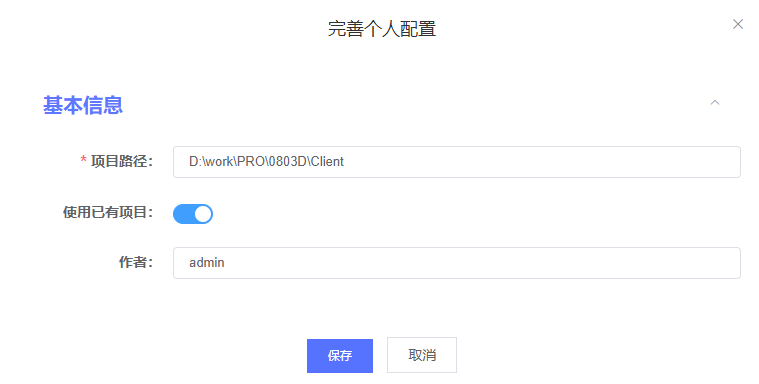 完善个人配置
基本信息
* 项目路径：
D:\work\PRO\0803D\Client
使用已有项目：
作者：
admin
保存
取消